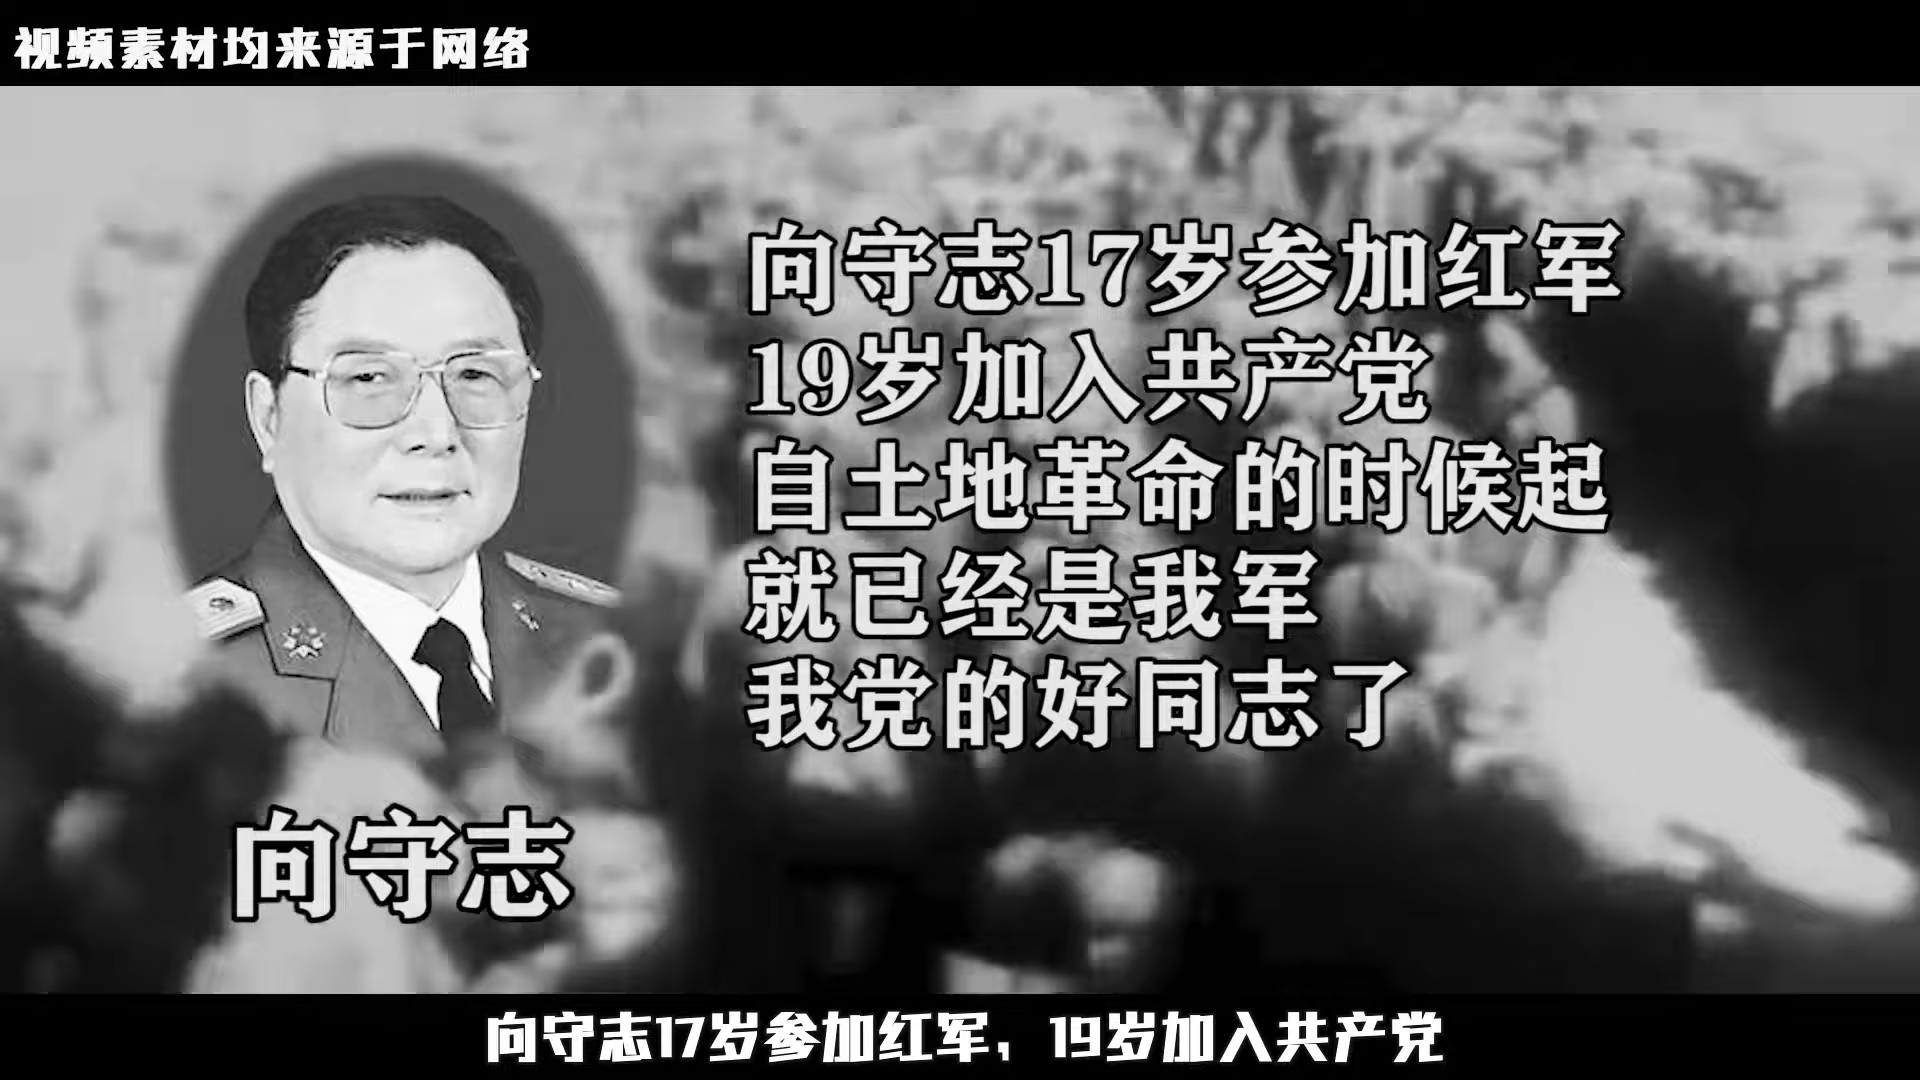 视频素材均来源于网络
向守志17岁参加红军
19岁加入共产党
自土地革命的时候起
就已经是我军
我党的好同志了
向守志
向守志17岁参加红军，19岁加入共产党